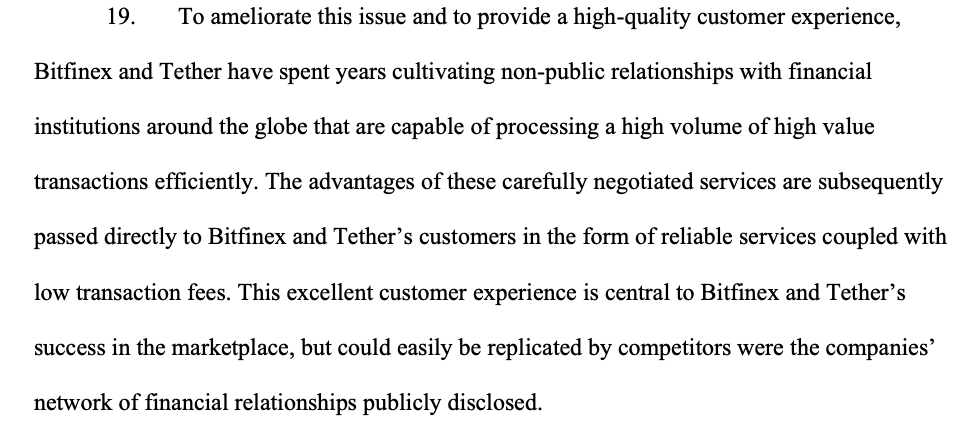 19. To ameliorate this issue and to provide a high-quality customer experience,
Bitfinex and Tether have spent years cultivating non-public relationships with financial
institutions around the globe that are capable of processing a high volume of high value
transactions efficiently. The advantages of these carefully negotiated services are subsequently
passed directly to Bitfinex and Tether’s customers in the form of reliable services coupled with
low transaction fees. This excellent customer experience is central to Bitfinex and Tether’s
success in the marketplace, but could easily be replicated by competitors were the companies’
network of financial relationships publicly disclosed.